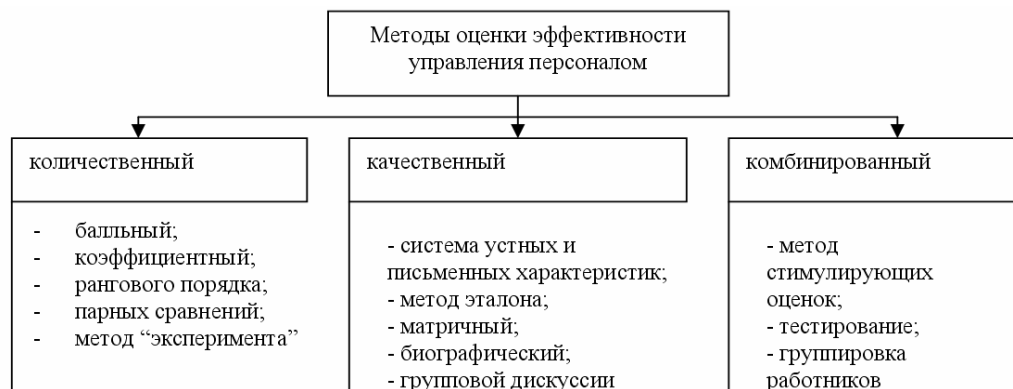 Методы оценки эффективности
управления персоналом
количественный
- балльный;
- коэффициентный;
- рангового порядка;
- парных сравнений;
- метод “эксперимента”
качественный
- система устных и
письменных характеристик;
- метод эталона;
- матричный;
- биографический;
- групповой дискуссии
комбинированный
- метод
стимулирующих
оценок;
- тестирование;
- группировка
работников